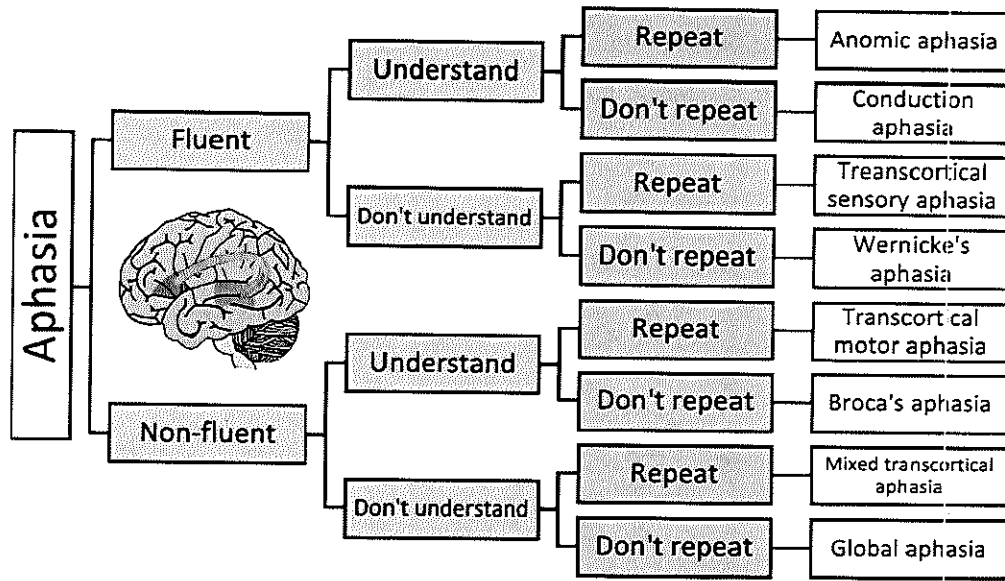 Aphasia
Fluent
Understand
Repeat
Anomic aphasia
Don't repeat
Conduction
aphasia
Don't understand
Repeat
Treanscortical
sensory aphasia
Don't repeat
Wernicke's
aphasia
Non-fluent
Understand
Repeat
Transcortical
motor aphasia
Don't repeat
Broca's aphasia
Don't understand
Repeat
Mixed transcortical
aphasia
Don't repeat
Global aphasia